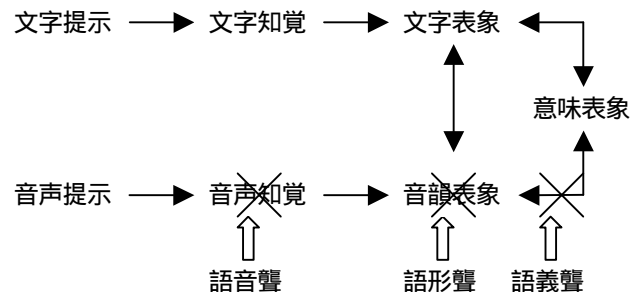 文字提示 文字知覚 文字表象
意味表象
音声提示 音声知覚 音韻表象
語音聾 語形聾 語義聾